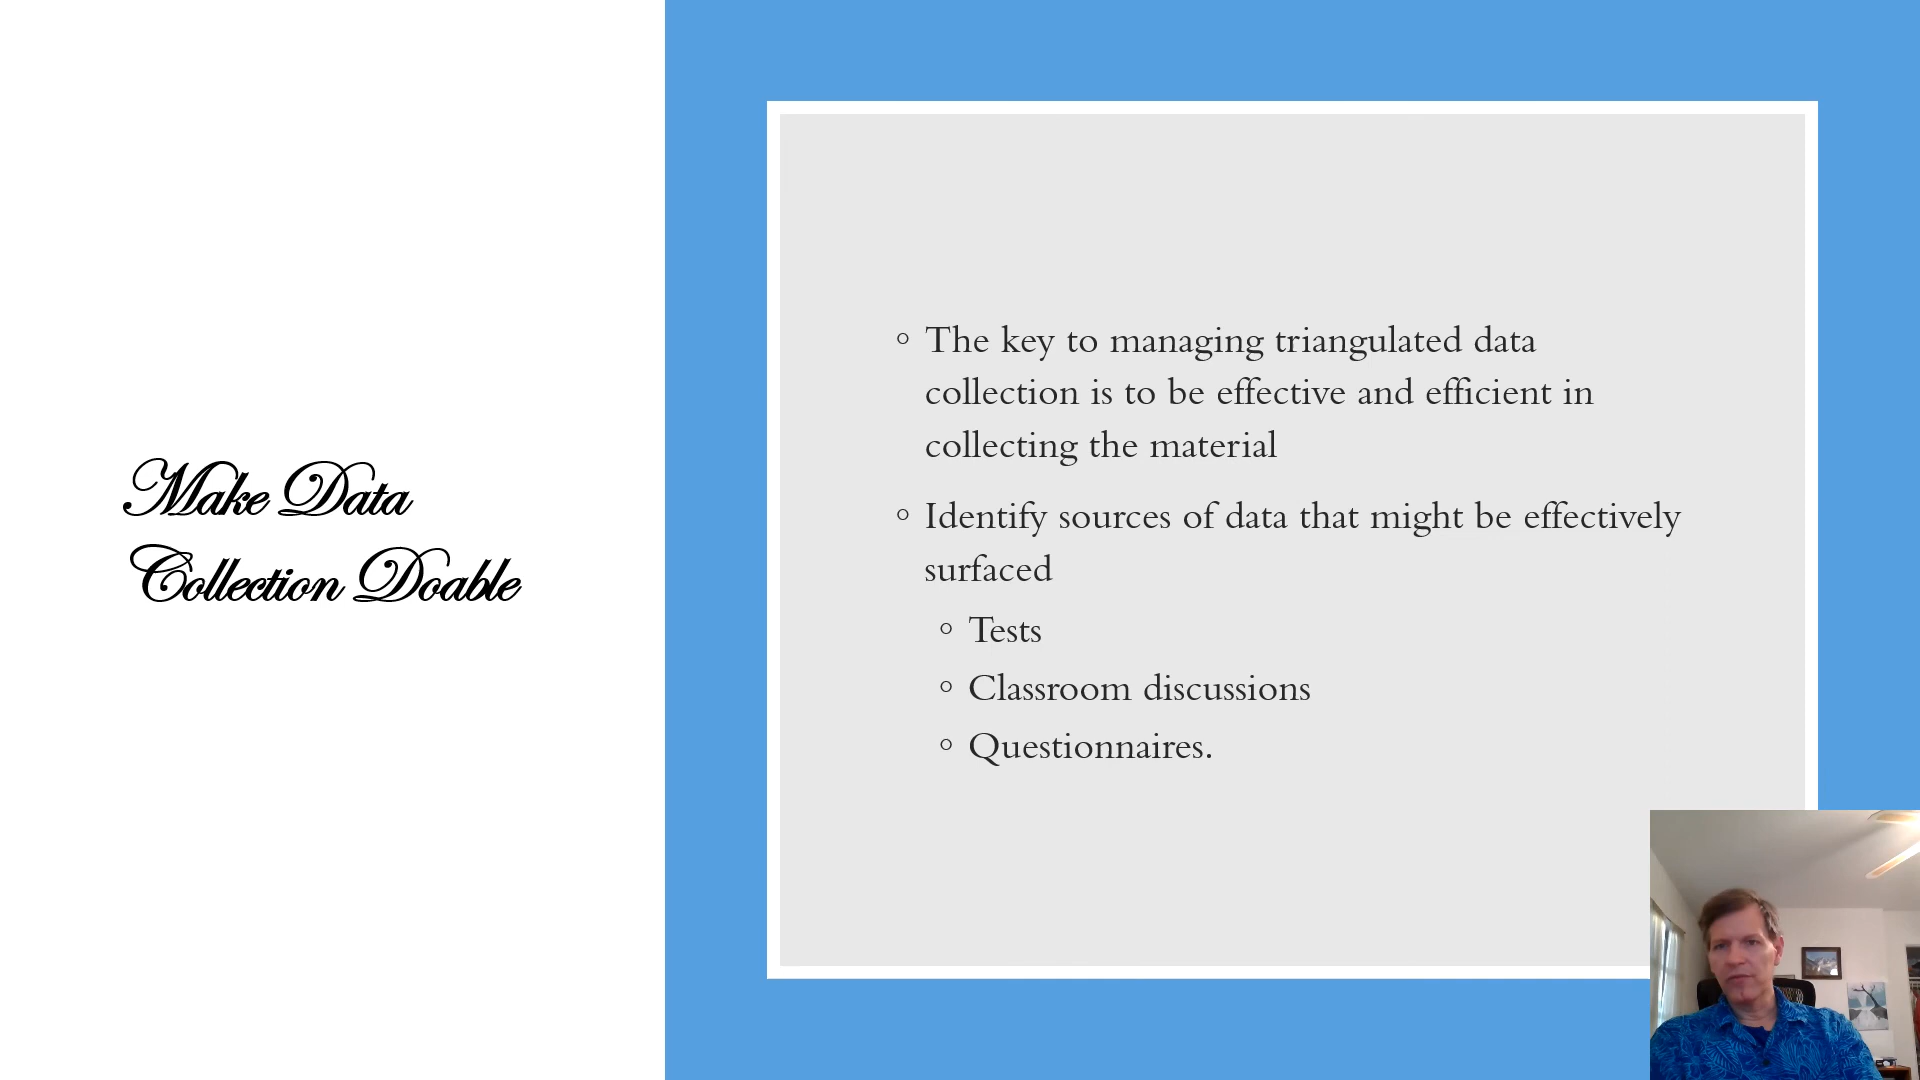 Make Data
Collection Doable
◦ The key to managing triangulated data
collection is to be effective and efficient in
collecting the material
◦ Identify sources of data that might be effectively
surfaced
◦ Tests
◦ Classroom discussions
◦ Questionnaires.